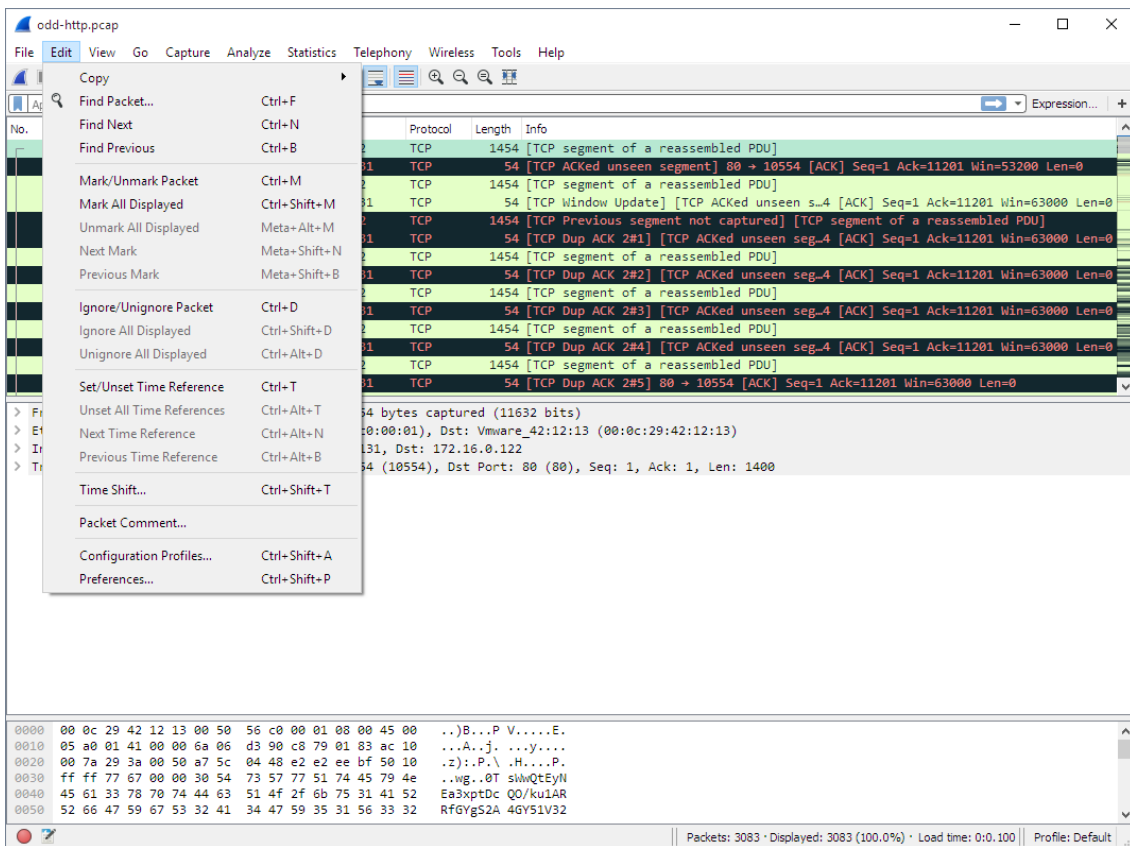 odd-http.pcap
File Edit View Go Capture Analyze Statistics Telephony Wireless Tools Help
Copy
Find Packet... Ctrl+F
Find Next Ctrl+N
Find Previous Ctrl+B
Mark/Unmark Packet Ctrl+M
Mark All Displayed Ctrl+Shift+M
Unmark All Displayed Meta+Alt+M
Next Mark Meta+Shift+N
Previous Mark Meta+Shift+B
Ignore/Unignore Packet Ctrl+D
Ignore All Displayed Ctrl+Shift+D
Unignore All Displayed Ctrl+Alt+D
Set/Unset Time Reference Ctrl+T
Unset All Time References Ctrl+Alt+T
Next Time Reference Ctrl+Alt+N
Previous Time Reference Ctrl+Alt+B
Time Shift... Ctrl+Shift+T
Packet Comment...
Configuration Profiles... Ctrl+Shift+A
Preferences... Ctrl+Shift+P
Expression... +
No. Protocol Length Info
2 TCP 1454 [TCP segment of a reassembled PDU]
31 TCP 54 [TCP ACKed unseen segment] 80 → 10554 [ACK] Seq=1 Ack=11201 Win=53200 Len=0
2 TCP 1454 [TCP segment of a reassembled PDU]
31 TCP 54 [TCP Window Update] [TCP ACKed unseen s…4 [ACK] Seq=1 Ack=11201 Win=63000 Len=0
2 TCP 1454 [TCP Previous segment not captured] [TCP segment of a reassembled PDU]
31 TCP 54 [TCP Dup ACK 2#1] [TCP ACKed unseen seg…4 [ACK] Seq=1 Ack=11201 Win=63000 Len=0
2 TCP 1454 [TCP segment of a reassembled PDU]
31 TCP 54 [TCP Dup ACK 2#2] [TCP ACKed unseen seg…4 [ACK] Seq=1 Ack=11201 Win=63000 Len=0
2 TCP 1454 [TCP segment of a reassembled PDU]
31 TCP 54 [TCP Dup ACK 2#3] [TCP ACKed unseen seg…4 [ACK] Seq=1 Ack=11201 Win=63000 Len=0
2 TCP 1454 [TCP segment of a reassembled PDU]
31 TCP 54 [TCP Dup ACK 2#4] [TCP ACKed unseen seg…4 [ACK] Seq=1 Ack=11201 Win=63000 Len=0
2 TCP 1454 [TCP segment of a reassembled PDU]
31 TCP 54 [TCP Dup ACK 2#5] 80 → 10554 [ACK] Seq=1 Ack=11201 Win=63000 Len=0
54 bytes captured (11632 bits)
:0:00:01), Dst: Vmware_42:12:13 (00:0c:29:42:12:13)
131, Dst: 172.16.0.122
54 (10554), Dst Port: 80 (80), Seq: 1, Ack: 1, Len: 1400
0000 00 0c 29 42 12 13 00 50 56 c0 00 01 08 00 45 00 ..)B...P V.....E.
0010 05 a0 01 41 00 00 6a 06 d3 90 c8 79 01 83 ac 10 ...A..j. ...y....
0020 00 7a 29 3a 00 50 a7 5c 04 48 e2 e2 ee bf 50 10 .z):.P.\ .H....P.
0030 ff ff 77 67 00 00 30 54 73 57 77 51 74 45 79 4e ..wg..0T sWwQtEyN
0040 45 61 33 78 70 74 44 63 51 4f 2f 6b 75 31 41 52 Ea3xptDc QO/ku1AR
0050 52 66 47 59 67 53 32 41 34 47 59 35 31 56 33 32 RfGYgS2A 4GY51V32
Packets: 3083 · Displayed: 3083 (100.0%) · Load time: 0:0.100 Profile: Default